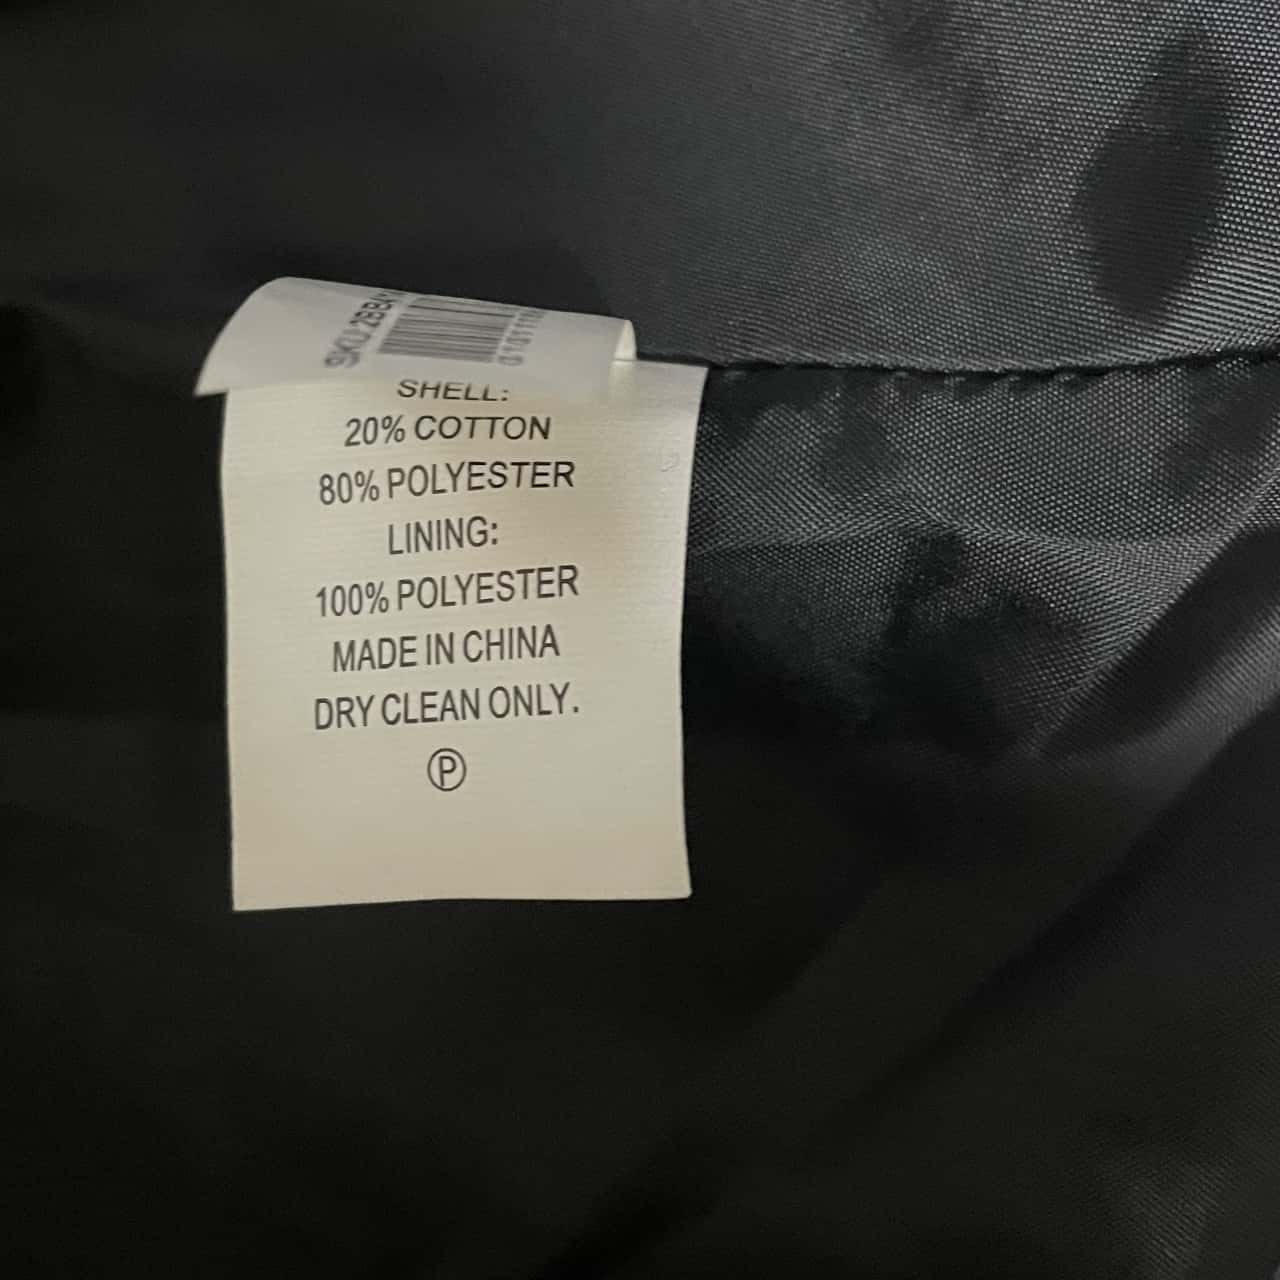 SHELL:
20% COTTON
80% POLYESTER
LINING:
100% POLYESTER
MADE IN CHINA
DRY CLEAN ONLY.
P